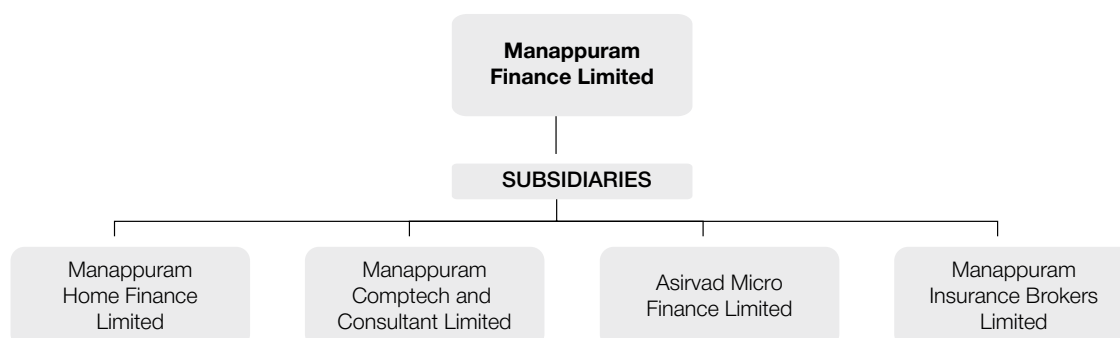 Manappuram
Finance Limited
SUBSIDIARIES
Manappuram
Home Finance
Limited
Manappuram
Comptech and
Consultant Limited
Asirvad Micro
Finance Limited
Manappuram
Insurance Brokers
Limited